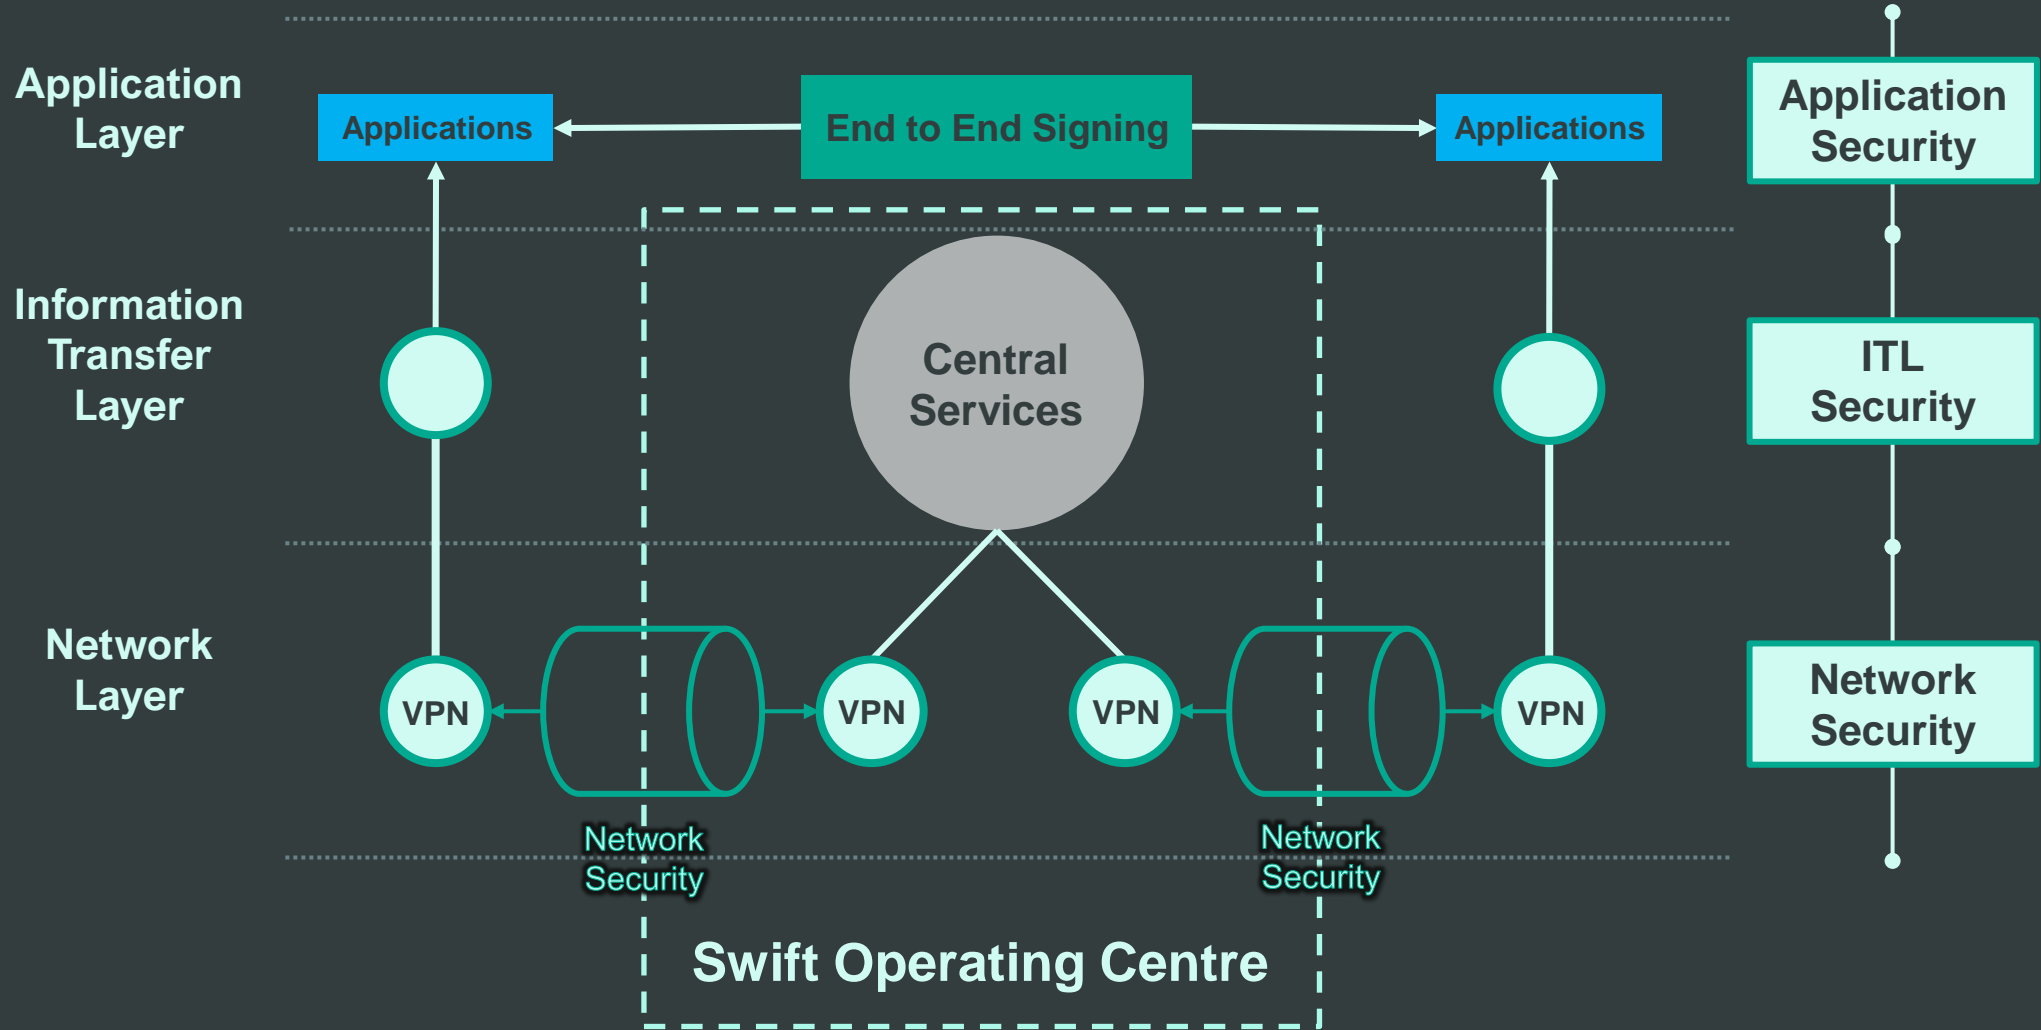 Application
Layer
Applications
End to End Signing
Applications
Application
Security
Information
Transfer
Layer
Central
Services
ITL
Security
Network
Layer
VPN
VPN
VPN
VPN
Network
Security
Network
Security
Network
Security
Swift Operating Centre